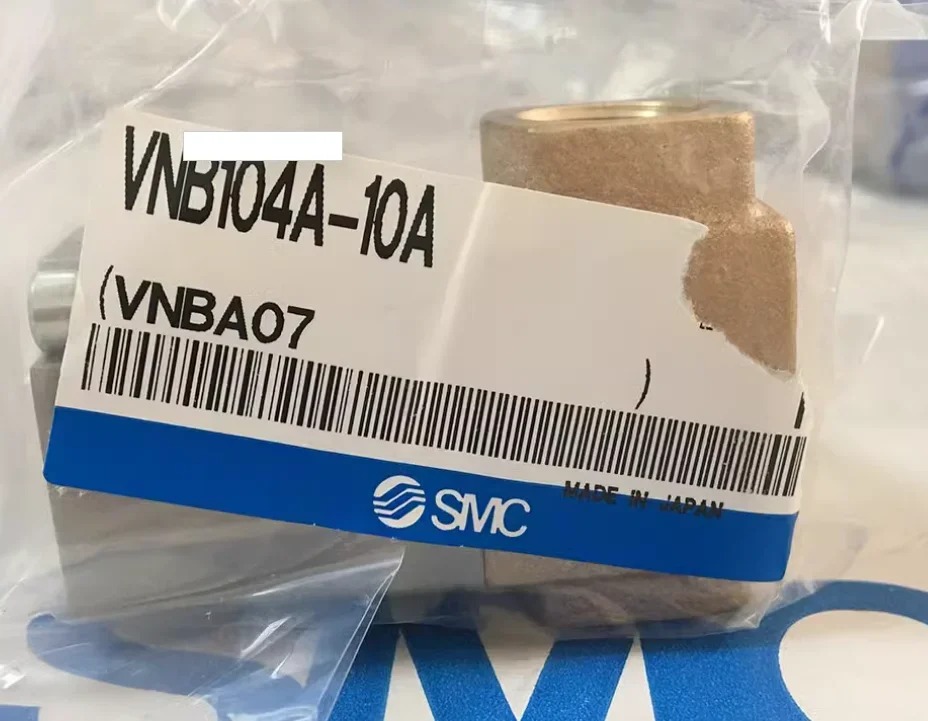 VNB104A-10A
(VNBA07 )
SMC
MADE IN JAPAN